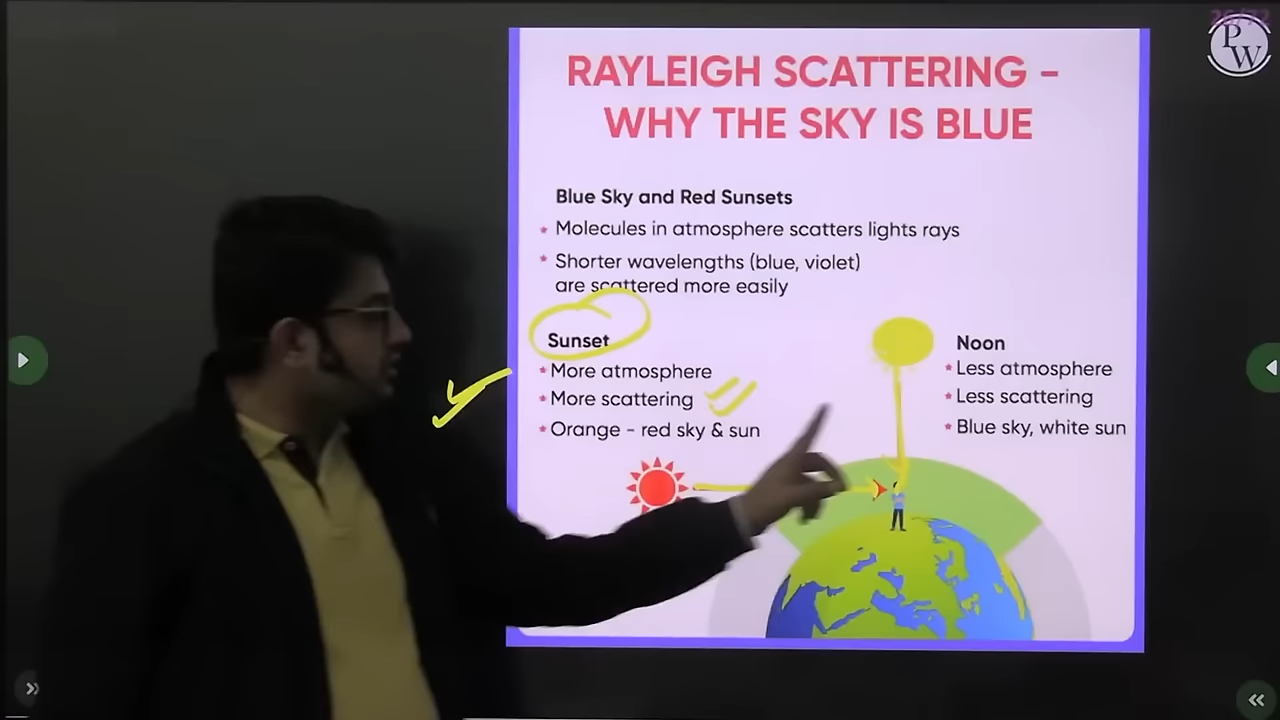 PW
RAYLEIGH SCATTERING -
WHY THE SKY IS BLUE
Blue Sky and Red Sunsets
Molecules in atmosphere scatters lights rays
Shorter wavelengths (blue, violet)
are scattered more easily
Sunset
More atmosphere
More scattering
Orange - red sky & sun
Noon
Less atmosphere
Less scattering
Blue sky, white sun